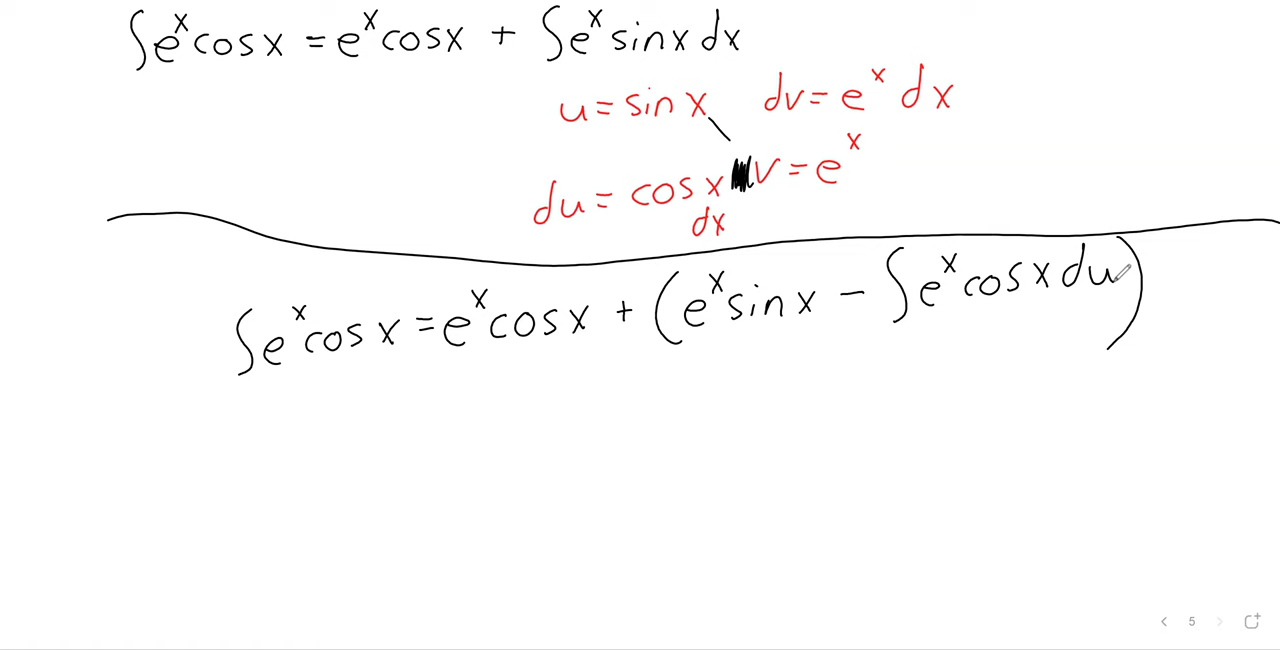 ∫e^x cos x = e^x cos x + ∫e^x sin x dx
u = sin x dv = e^x dx
du = cos x dx v = e^x
∫e^x cos x = e^x cos x + (e^x sin x − ∫e^x cos x du)
< 5 >